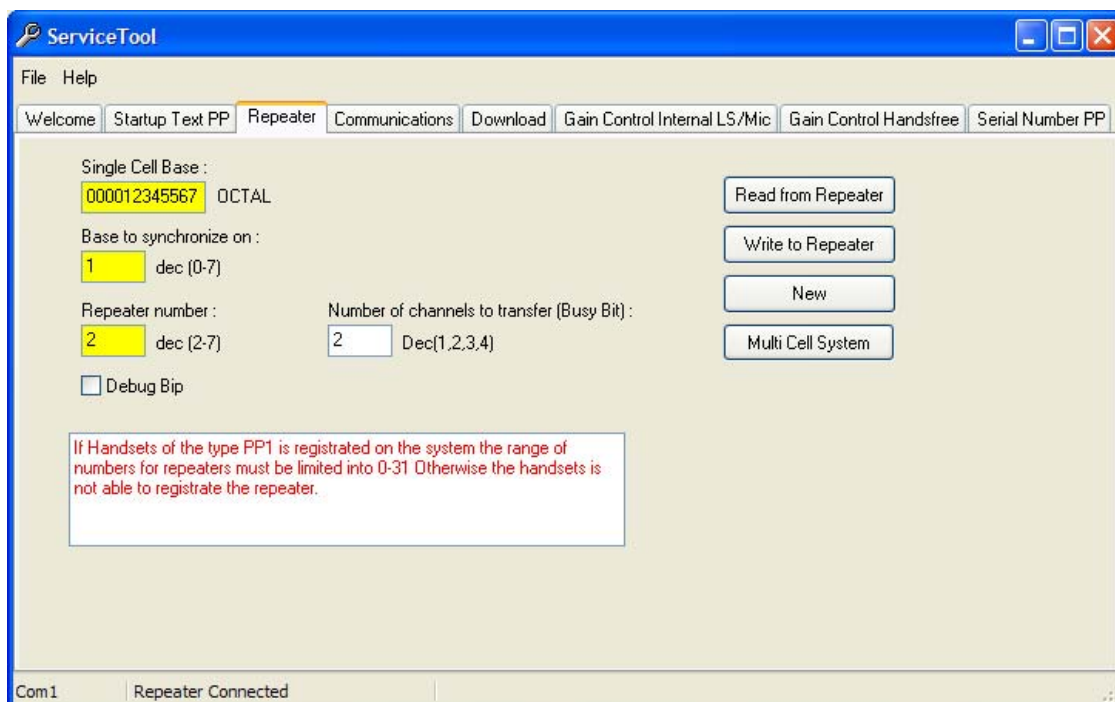 ServiceTool
File Help
Welcome Startup Text PP Repeater Communications Download Gain Control Internal LS/Mic Gain Control Handsfree Serial Number PP
Single Cell Base :
000012345567 OCTAL
Read from Repeater
Base to synchronize on :
Write to Repeater
1 dec (0-7)
New
Repeater number : Number of channels to transfer (Busy Bit) :
2 dec (2-7) 2 Dec(1,2,3,4)
Multi Cell System
Debug Bip
If Handsets of the type PP1 is registrated on the system the range of
numbers for repeaters must be limited into 0-31 Otherwise the handsets is
not able to registrate the repeater.
Com1 Repeater Connected